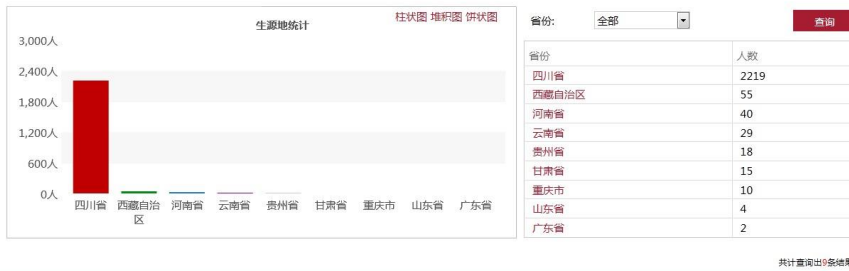 生源地统计
柱状图 堆积图 饼状图
3,000人
2,400人
1,800人
1,200人
600人
0人
四川省 西藏自治区 河南省 云南省 贵州省 甘肃省 重庆市 山东省 广东省
省份: 全部 查询
省份 人数
四川省 2219
西藏自治区 55
河南省 40
云南省 29
贵州省 18
甘肃省 15
重庆市 10
山东省 4
广东省 2
共计查询出9条结果